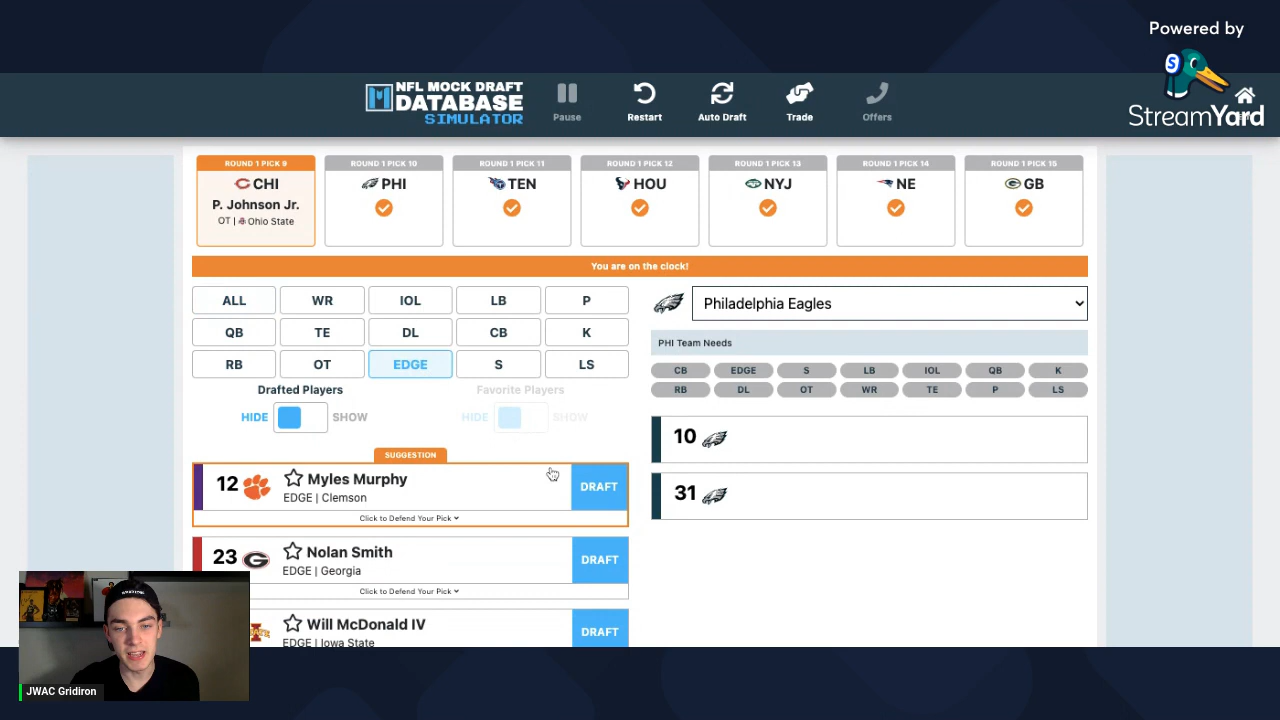 Powered by
StreamYard
NFL MOCK DRAFT
DATABASE
SIMULATOR
Pause
Restart
Auto Draft
Trade
Offers
ROUND 1 PICK 9
CHI
P. Johnson Jr.
OT | Ohio State
ROUND 1 PICK 10
PHI
ROUND 1 PICK 11
TEN
ROUND 1 PICK 12
HOU
ROUND 1 PICK 13
NYJ
ROUND 1 PICK 14
NE
ROUND 1 PICK 15
GB
You are on the clock!
ALL
WR
IOL
LB
P
QB
TE
DL
CB
K
RB
OT
EDGE
S
LS
Drafted Players
HIDE
SHOW
Favorite Players
HIDE
SHOW
SUGGESTION
12
Myles Murphy
EDGE | Clemson
DRAFT
Click to Defend Your Pick
23
Nolan Smith
EDGE | Georgia
DRAFT
Click to Defend Your Pick
Will McDonald IV
EDGE | Iowa State
DRAFT
Philadelphia Eagles
PHI Team Needs
CB
EDGE
S
LB
IOL
QB
K
RB
DL
OT
WR
TE
P
LS
10
31
JWAC Gridiron